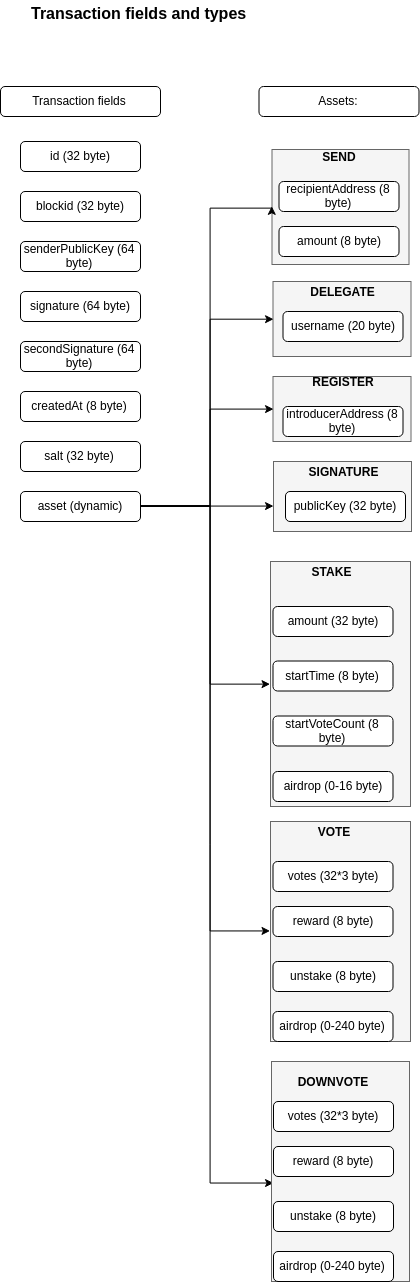 Transaction fields and types
Transaction fields
id (32 byte)
blockid (32 byte)
senderPublicKey (64
byte)
signature (64 byte)
secondSignature (64
byte)
createdAt (8 byte)
salt (32 byte)
asset (dynamic)
Assets:
SEND
recipientAddress (8
byte)
amount (8 byte)
DELEGATE
username (20 byte)
REGISTER
introducerAddress (8
byte)
SIGNATURE
publicKey (32 byte)
STAKE
amount (32 byte)
startTime (8 byte)
startVoteCount (8
byte)
airdrop (0-16 byte)
VOTE
votes (32*3 byte)
reward (8 byte)
unstake (8 byte)
airdrop (0-240 byte)
DOWNVOTE
votes (32*3 byte)
reward (8 byte)
unstake (8 byte)
airdrop (0-240 byte)